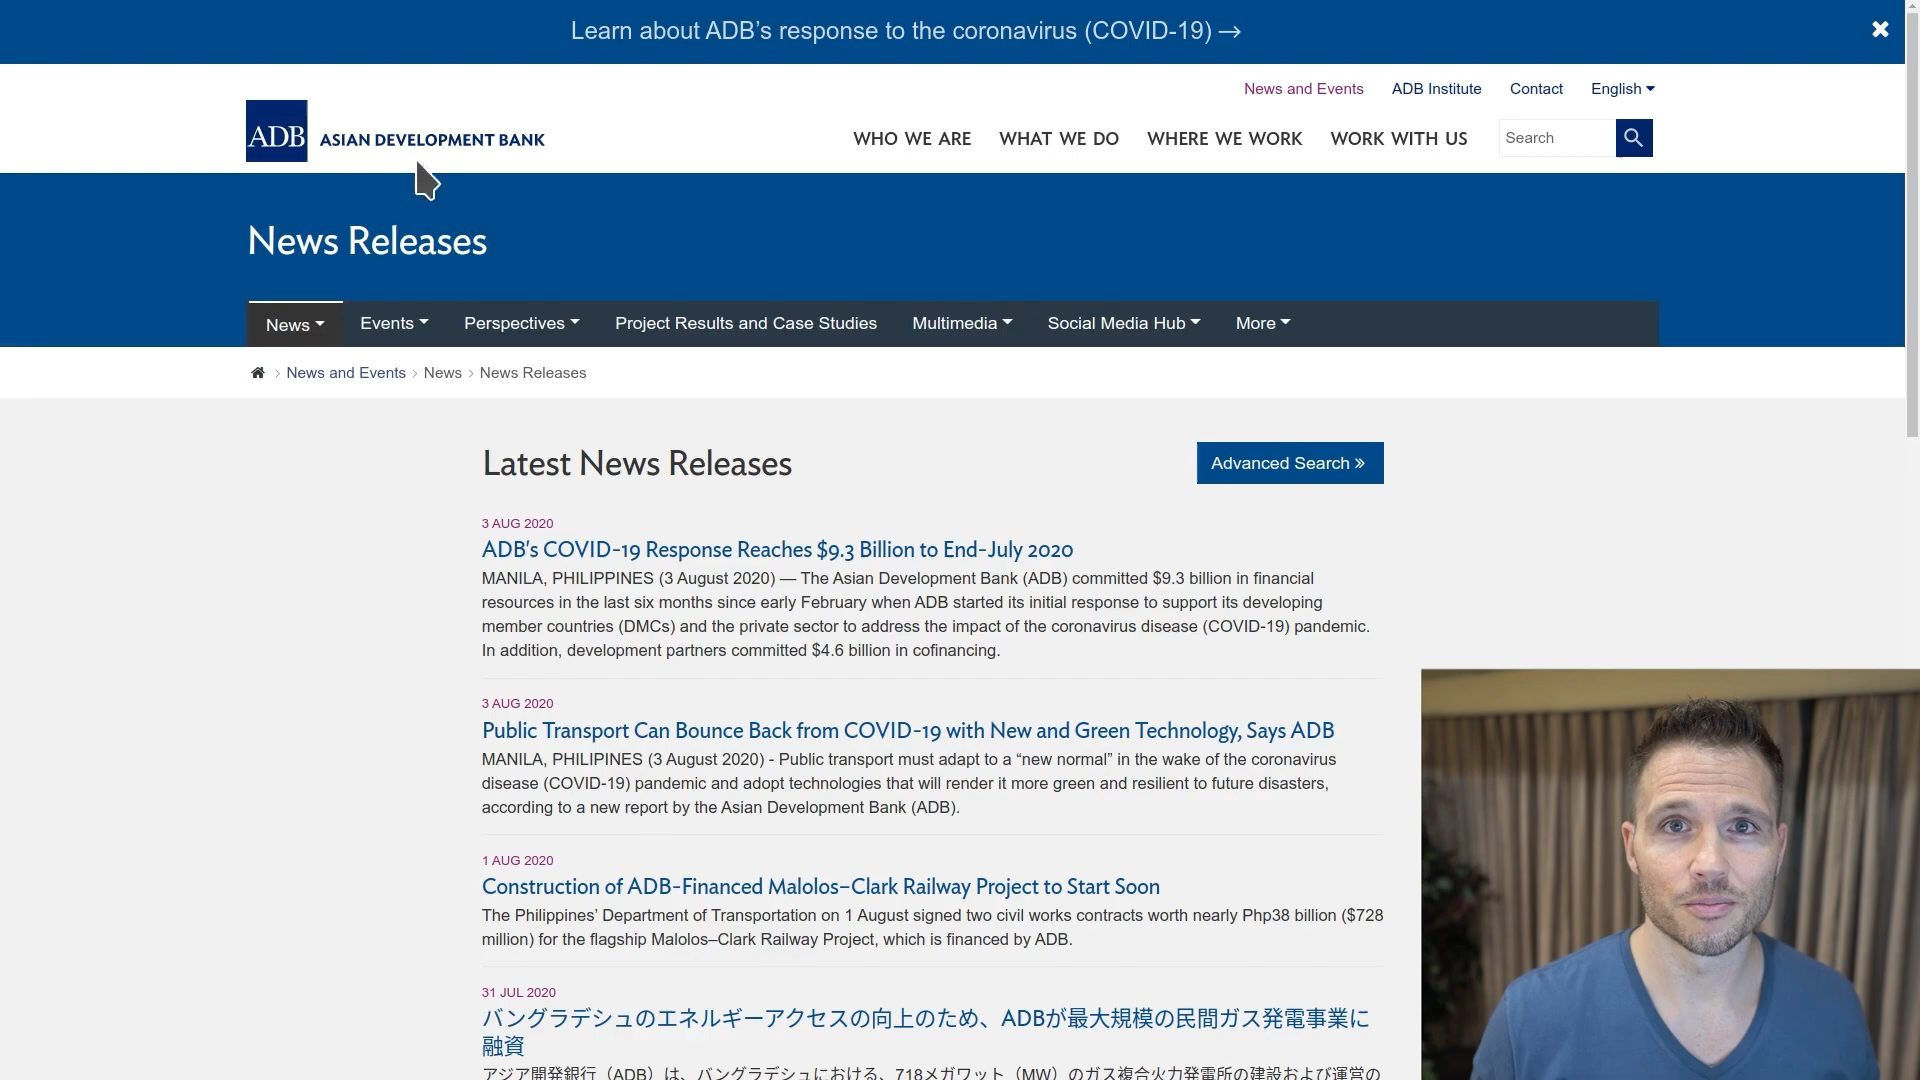 Learn about ADB’s response to the coronavirus (COVID-19) →
News and Events ADB Institute Contact English
ADB ASIAN DEVELOPMENT BANK
WHO WE ARE WHAT WE DO WHERE WE WORK WORK WITH US Search
News Releases
News Events Perspectives Project Results and Case Studies Multimedia Social Media Hub More
News and Events › News › News Releases
Latest News Releases
Advanced Search »
3 AUG 2020
ADB's COVID-19 Response Reaches $9.3 Billion to End-July 2020
MANILA, PHILIPPINES (3 August 2020) — The Asian Development Bank (ADB) committed $9.3 billion in financial
resources in the last six months since early February when ADB started its initial response to support its developing
member countries (DMCs) and the private sector to address the impact of the coronavirus disease (COVID-19) pandemic.
In addition, development partners committed $4.6 billion in cofinancing.
3 AUG 2020
Public Transport Can Bounce Back from COVID-19 with New and Green Technology, Says ADB
MANILA, PHILIPINES (3 August 2020) - Public transport must adapt to a “new normal” in the wake of the coronavirus
disease (COVID-19) pandemic and adopt technologies that will render it more green and resilient to future disasters,
according to a new report by the Asian Development Bank (ADB).
1 AUG 2020
Construction of ADB-Financed Malolos–Clark Railway Project to Start Soon
The Philippines’ Department of Transportation on 1 August signed two civil works contracts worth nearly Php38 billion ($728
million) for the flagship Malolos–Clark Railway Project, which is financed by ADB.
31 JUL 2020
バングラデシュのエネルギーアクセスの向上のため、ADBが最大規模の民間ガス発電事業に
融資
アジア開発銀行（ADB）は、バングラデシュにおける、718メガワット（MW）のガス複合火力発電所の建設および運営の